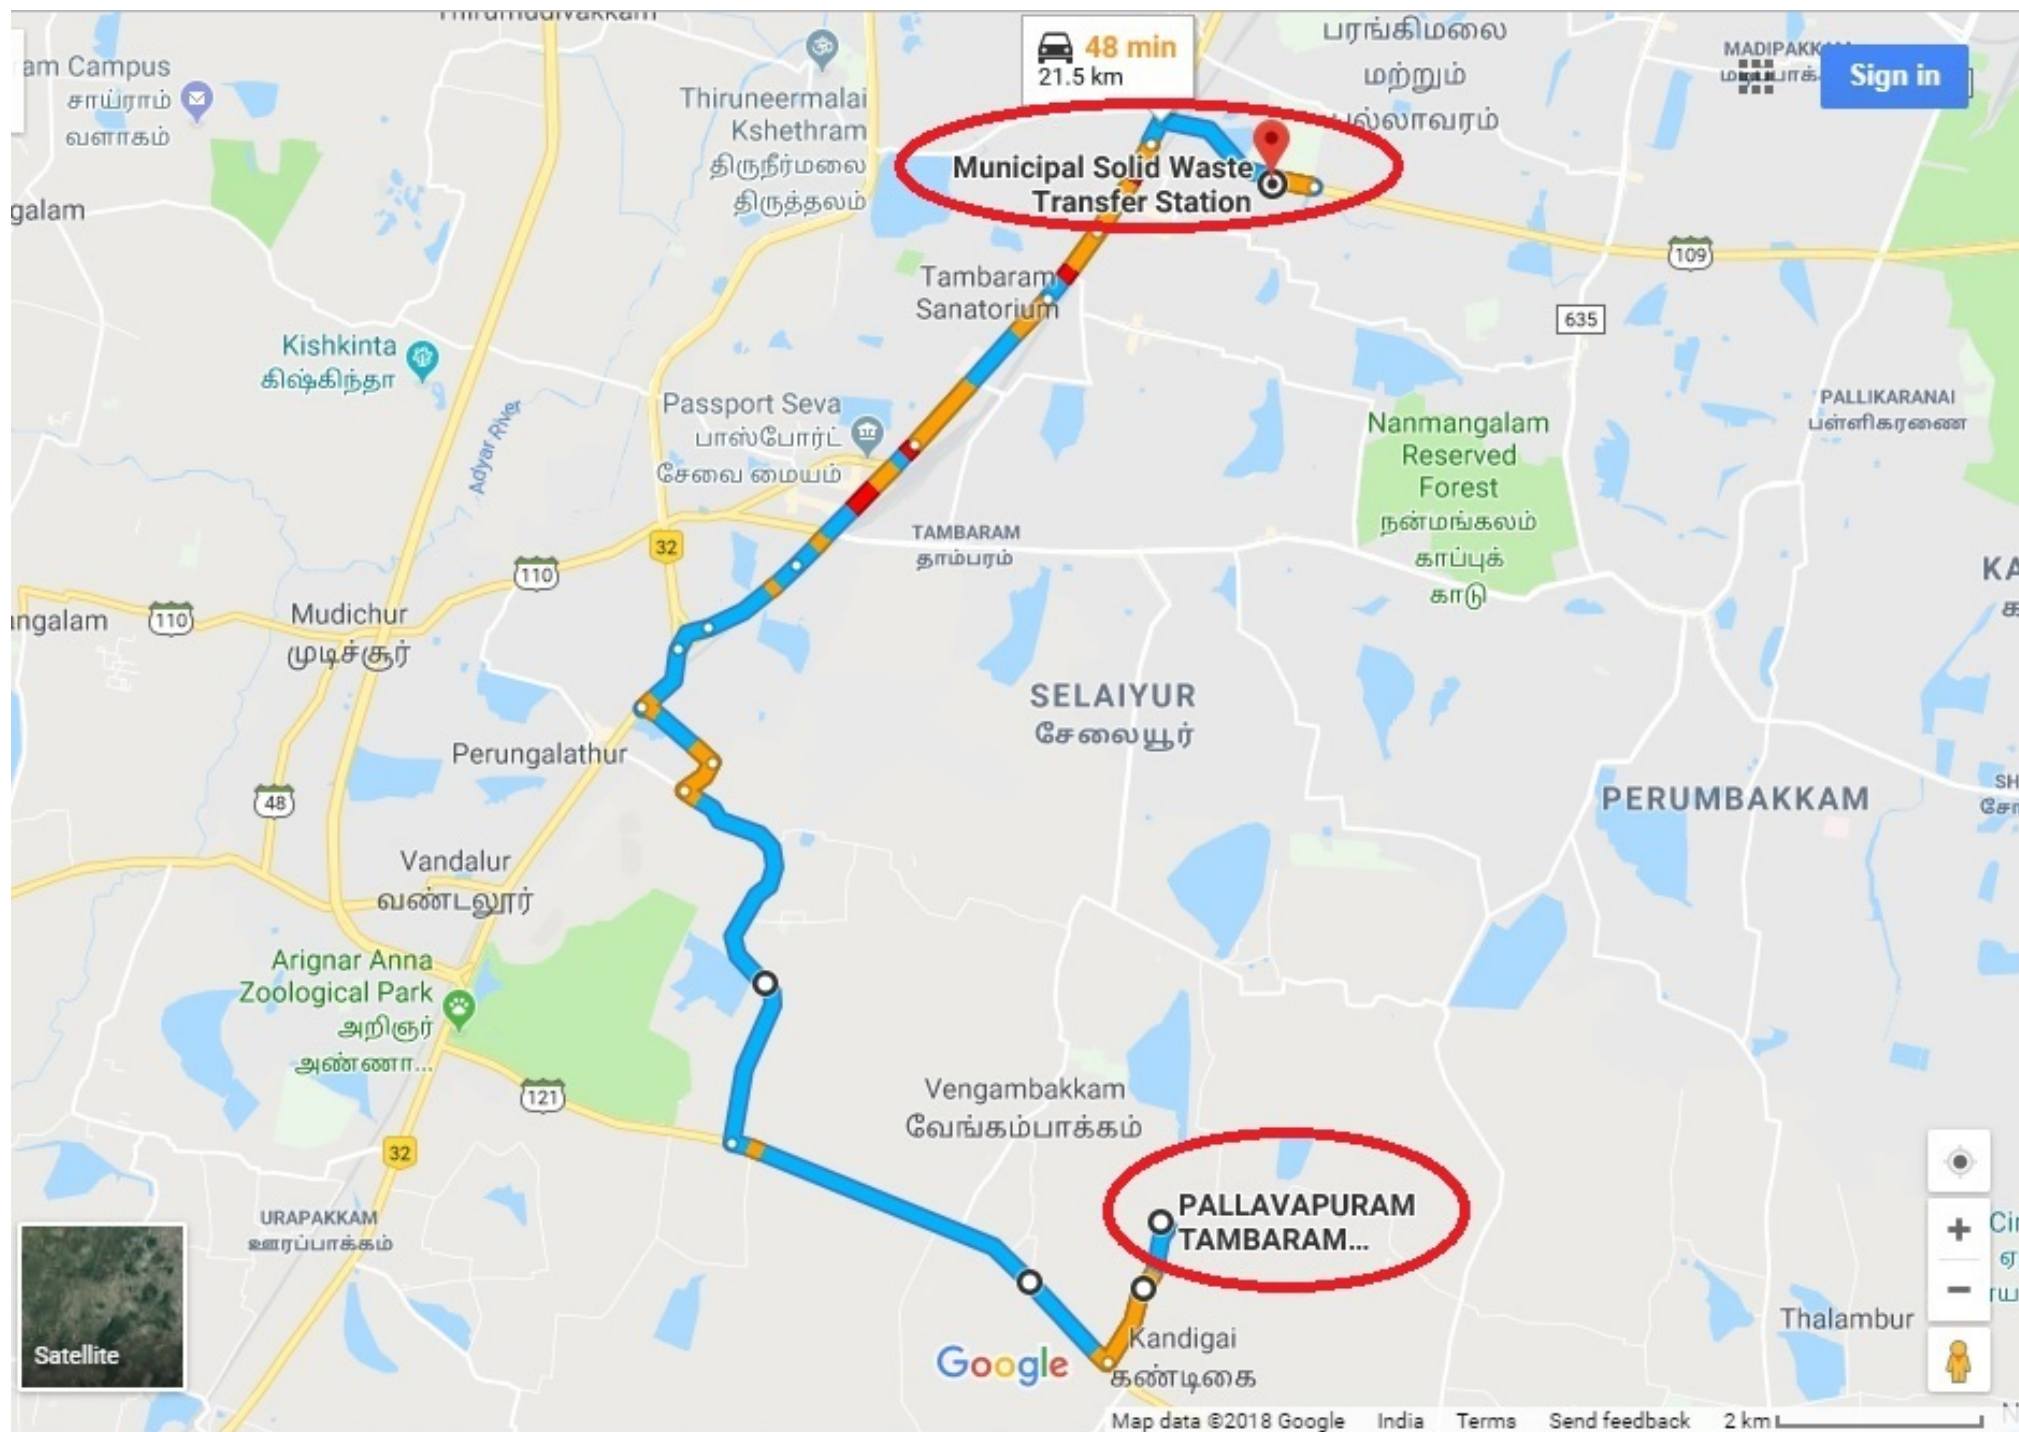 48 min
21.5 km
Sign in
ram Campus
சாய்ராம்
வளாகம்
Thiruneermalai
Kshethram
திருநீர்மலை
திருத்தலம்
பரங்கிமலை
மற்றும்
பல்லாவரம்
Municipal Solid Waste
Transfer Station
galam
109
635
Tambaram
Sanatorium
Kishkinta
கிஷ்கிந்தா
Adyar River
Passport Seva
பாஸ்போர்ட்
சேவை மையம்
Nanmangalam
Reserved
Forest
நன்மங்கலம்
காப்புக்
காடு
PALLIKARANAI
பள்ளிகரணை
TAMBARAM
தாம்பரம்
32
110
110
ngalam
Mudichur
முடிச்சூர்
KA
SELAIYUR
சேலையூர்
Perungalathur
48
PERUMBAKKAM
SH
Vandalur
வண்டலூர்
Arignar Anna
Zoological Park
அறிஞர்
அண்ணா...
121
Vengambakkam
வேங்கம்பாக்கம்
32
PALLAVAPURAM
TAMBARAM...
URAPAKKAM
ஊரப்பாக்கம்
Thalambur
Kandigai
கண்டிகை
Satellite
Google
Map data ©2018 Google India Terms Send feedback 2 km